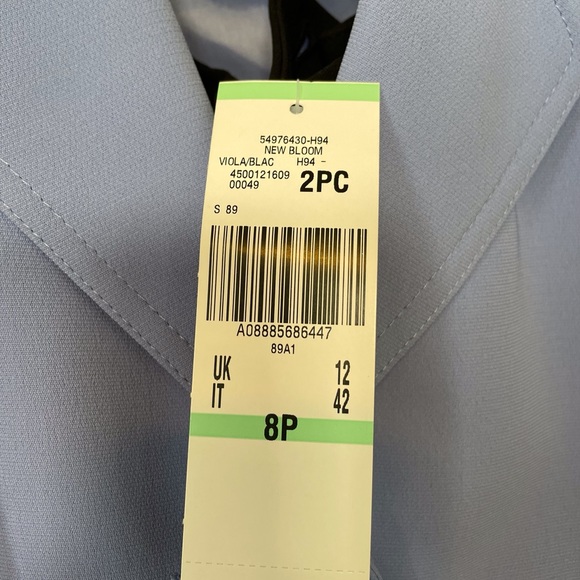 54976430-H94
NEW BLOOM
VIOLA/BLAC H94 -
4500121609
00049 2PC
S 89
A08885686447
89A1
UK 12
IT 42
8P